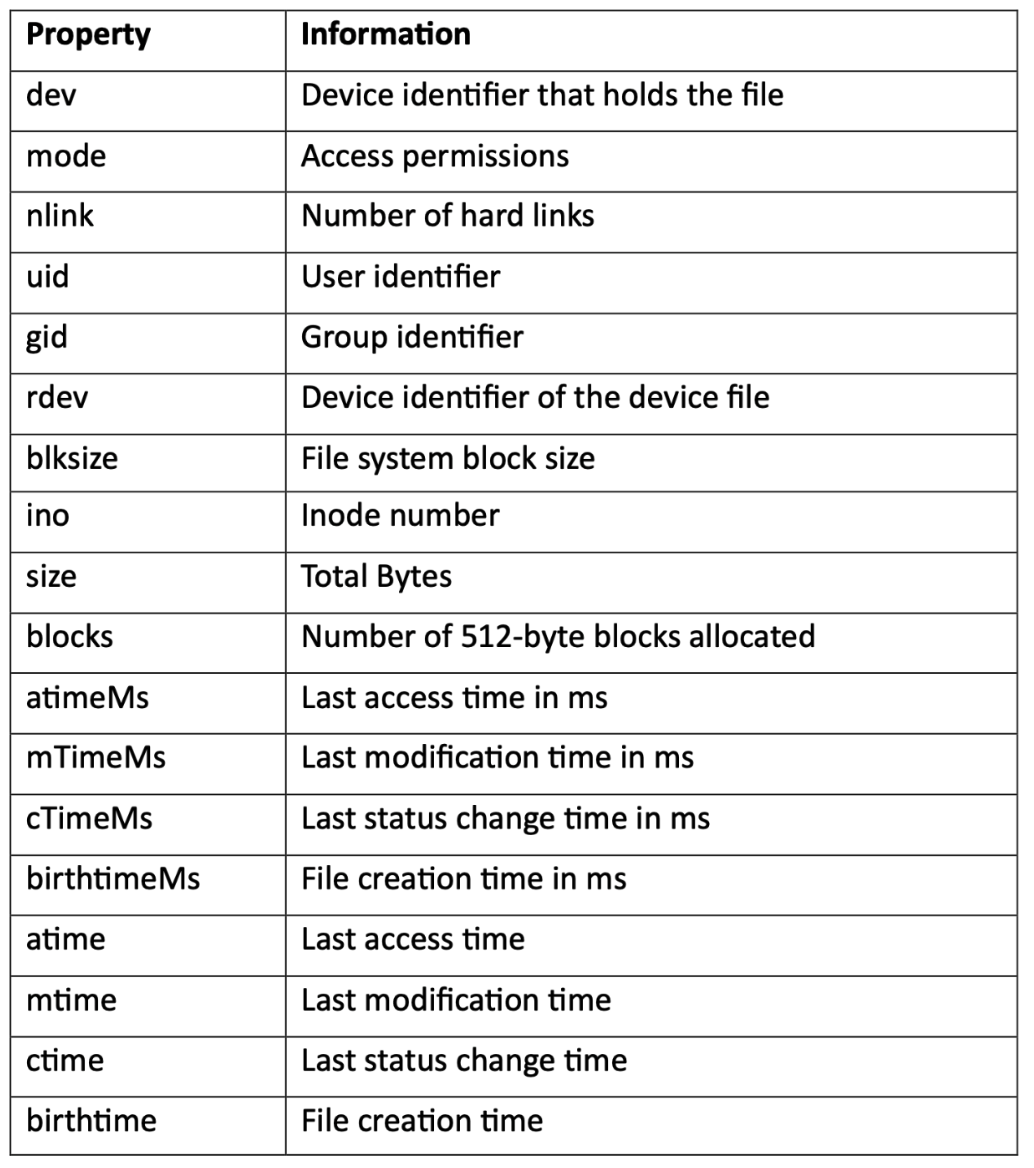 Property Information
dev Device identifier that holds the file
mode Access permissions
nlink Number of hard links
uid User identifier
gid Group identifier
rdev Device identifier of the device file
blksize File system block size
ino Inode number
size Total Bytes
blocks Number of 512-byte blocks allocated
atimeMs Last access time in ms
mTimeMs Last modification time in ms
cTimeMs Last status change time in ms
birthtimeMs File creation time in ms
atime Last access time
mtime Last modification time
ctime Last status change time
birthtime File creation time